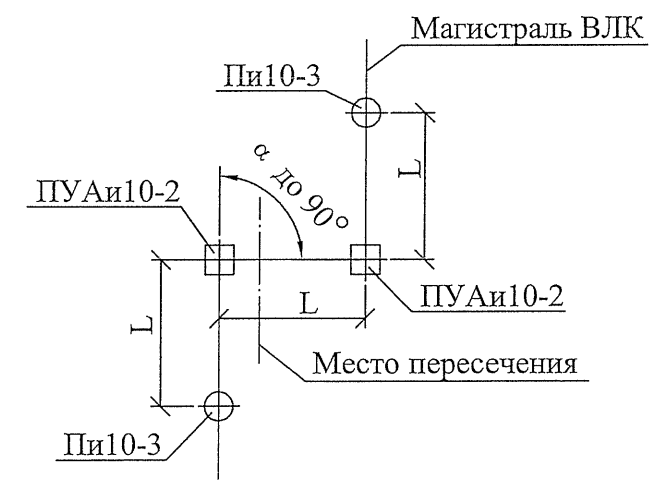 Магистраль ВЛК
Пи10-3
L
α до 90°
ПУАи10-2
ПУАи10-2
L
L
Место пересечения
Пи10-3